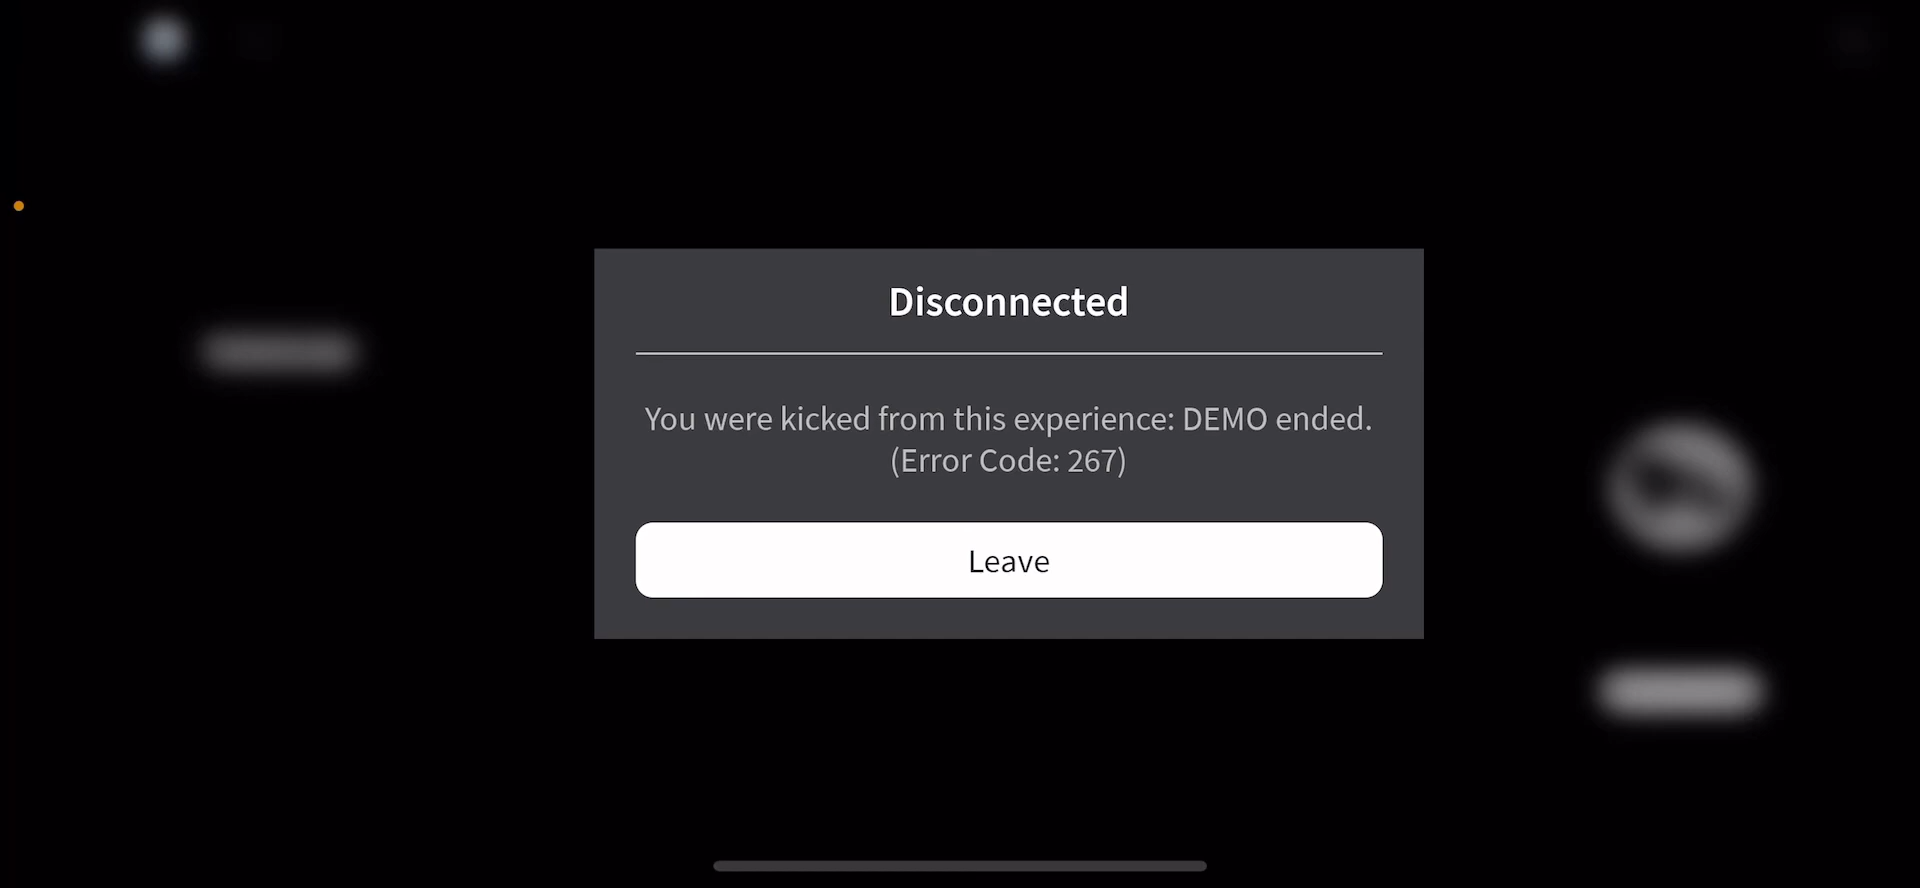 Disconnected
You were kicked from this experience: DEMO ended.
(Error Code: 267)
Leave